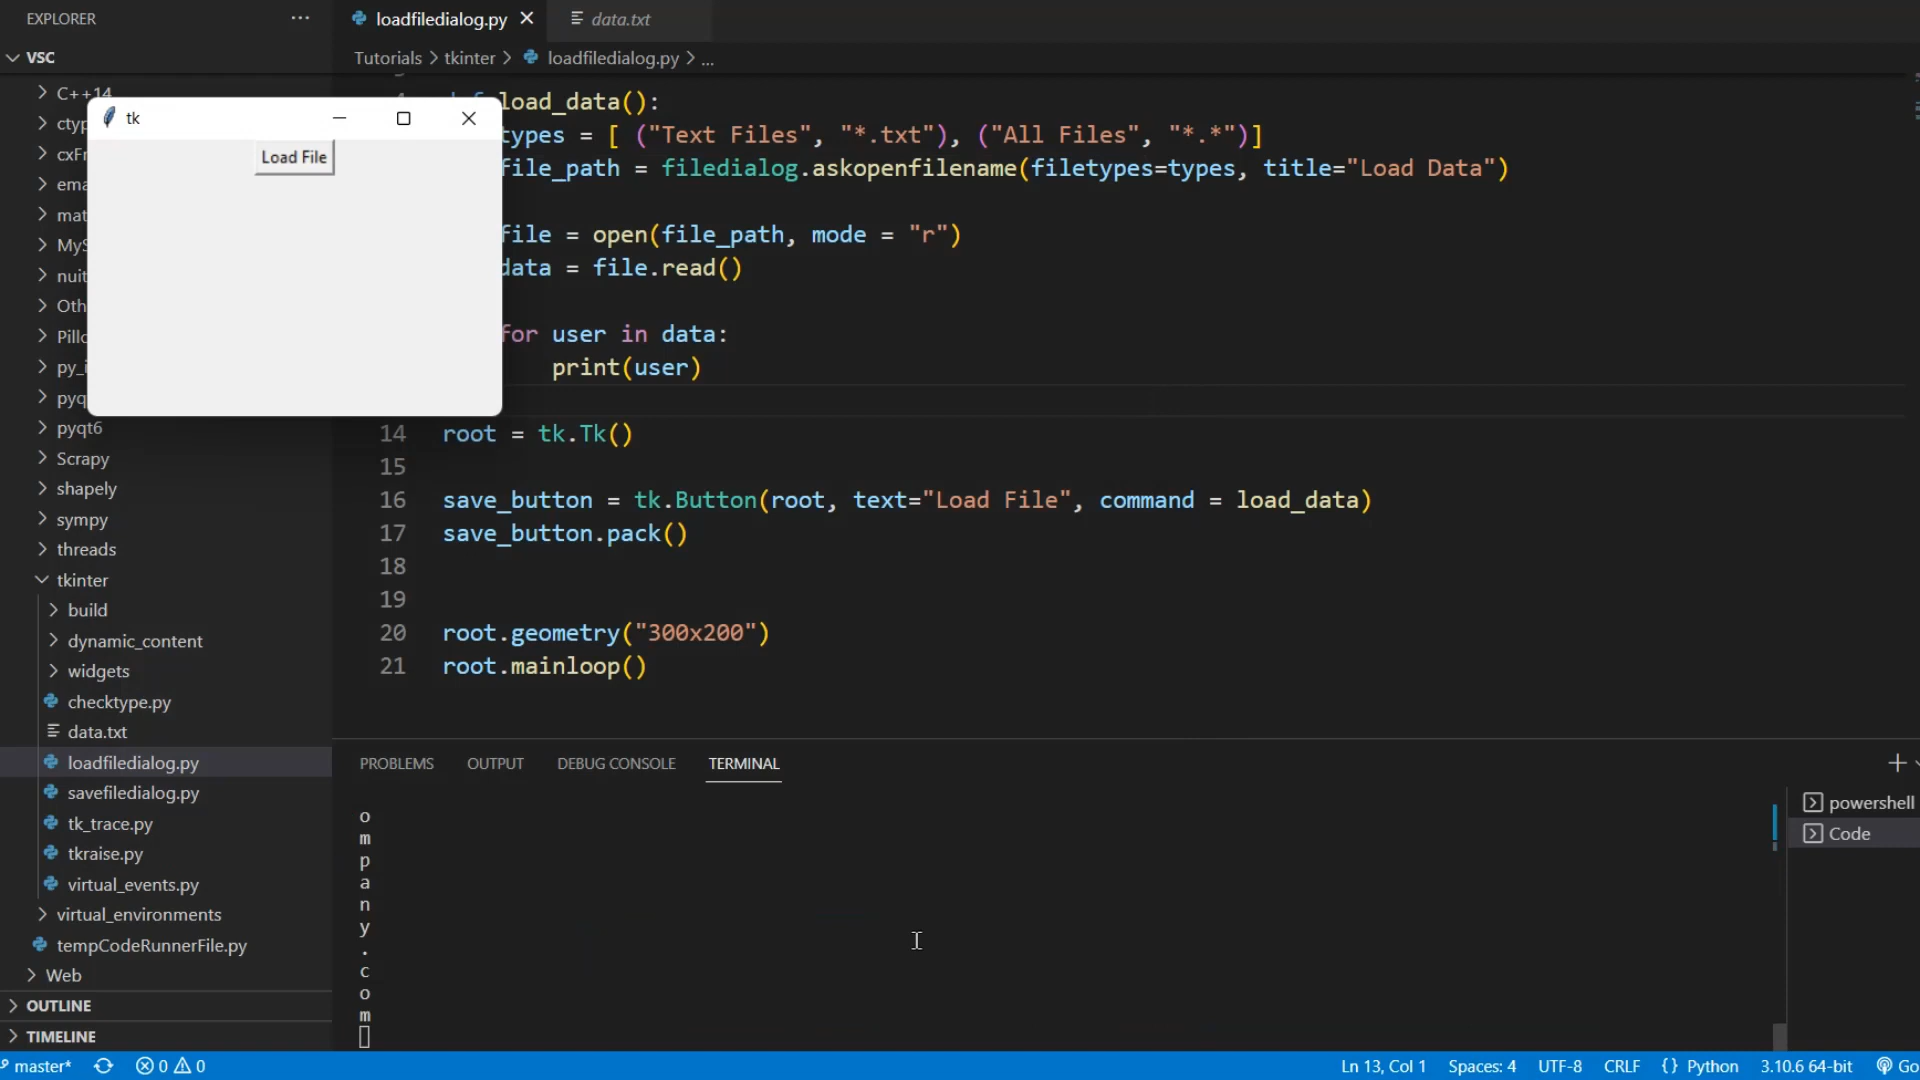 EXPLORER
...
VSC
C++14
ctyp
cxFr
ema
mat
MyS
nuit
Oth
Pillo
py_i
pyq
pyqt6
Scrapy
shapely
sympy
threads
tkinter
build
dynamic_content
widgets
checktype.py
data.txt
loadfiledialog.py
savefiledialog.py
tk_trace.py
tkraise.py
virtual_events.py
virtual_environments
tempCodeRunnerFile.py
Web
OUTLINE
TIMELINE
tk
Load File
loadfiledialog.py
data.txt
Tutorials > tkinter > loadfiledialog.py > ...
load_data():
types = [ ("Text Files", "*.txt"), ("All Files", "*.*")]
file_path = filedialog.askopenfilename(filetypes=types, title="Load Data")
file = open(file_path, mode = "r")
data = file.read()
for user in data:
print(user)
14 root = tk.Tk()
15
16 save_button = tk.Button(root, text="Load File", command = load_data)
17 save_button.pack()
18
19
20 root.geometry("300x200")
21 root.mainloop()
PROBLEMS OUTPUT DEBUG CONSOLE TERMINAL
o
m
p
a
n
y
.
c
o
m
powershell
Code
master* 0 0 Ln 13, Col 1 Spaces: 4 UTF-8 CRLF {} Python 3.10.6 64-bit Go